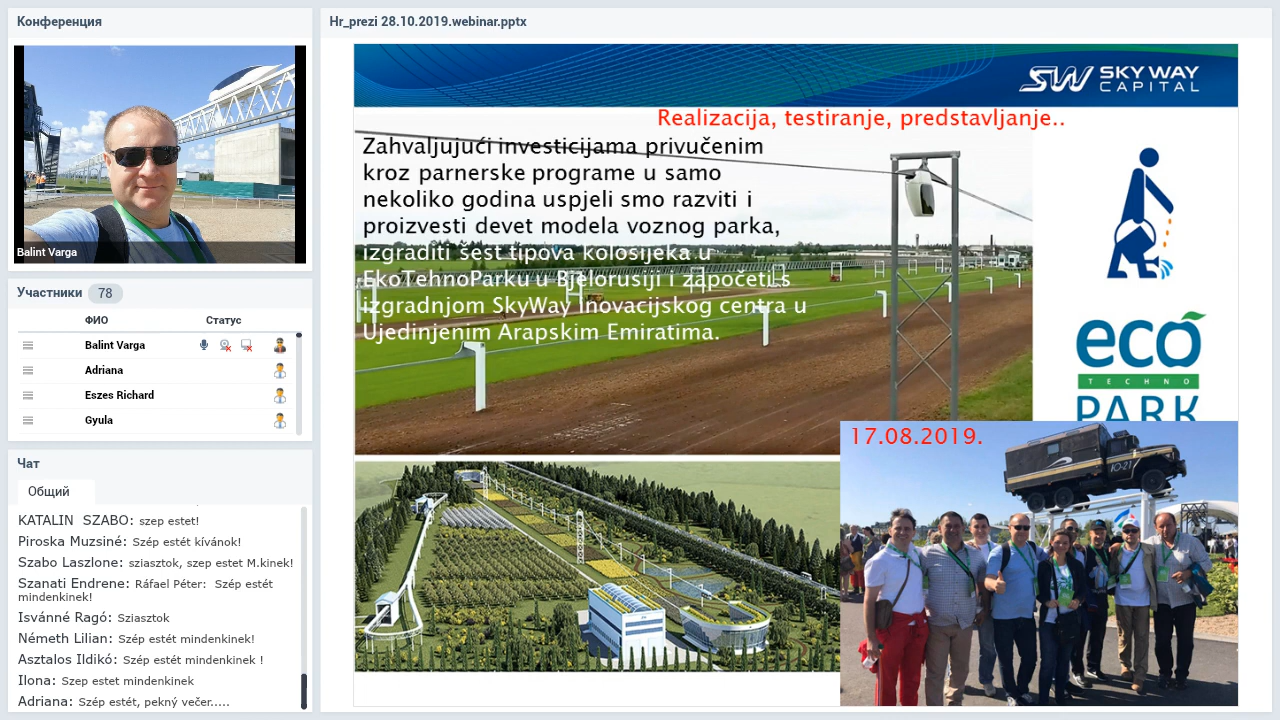 Конференция
Balint Varga
Участники 78
ФИО Статус
Balint Varga
Adriana
Eszes Richard
Gyula
Чат
Общий
KATALIN SZABO: szep estet!
Piroska Muzsiné: Szép estét kívánok!
Szabo Laszlone: sziasztok, szep estet M.kinek!
Szanati Endrene: Ráfael Péter: Szép estét
mindenkinek!
Isvánné Ragó: Sziasztok
Németh Lilian: Szép estét mindenkinek!
Asztalos Ildikó: Szép estét mindenkinek !
Ilona: Szep estet mindenkinek
Adriana: Szép estét, pekný večer.....
Hr_prezi 28.10.2019.webinar.pptx
SW SKY WAY
CAPITAL
Realizacija, testiranje, predstavljanje..
Zahvaljujući investicijama privučenim
kroz parnerske programe u samo
nekoliko godina uspjeli smo razviti i
proizvesti devet modela voznog parka,
izgraditi šest tipova kolosijeka u
EkoTehnoParku u Bjelorusiji i započeti s
izgradnjom SkyWay inovacijskog centra u
Ujedinjenim Arapskim Emiratima.
eco
TECHNO
PARK
17.08.2019.
Ю-21